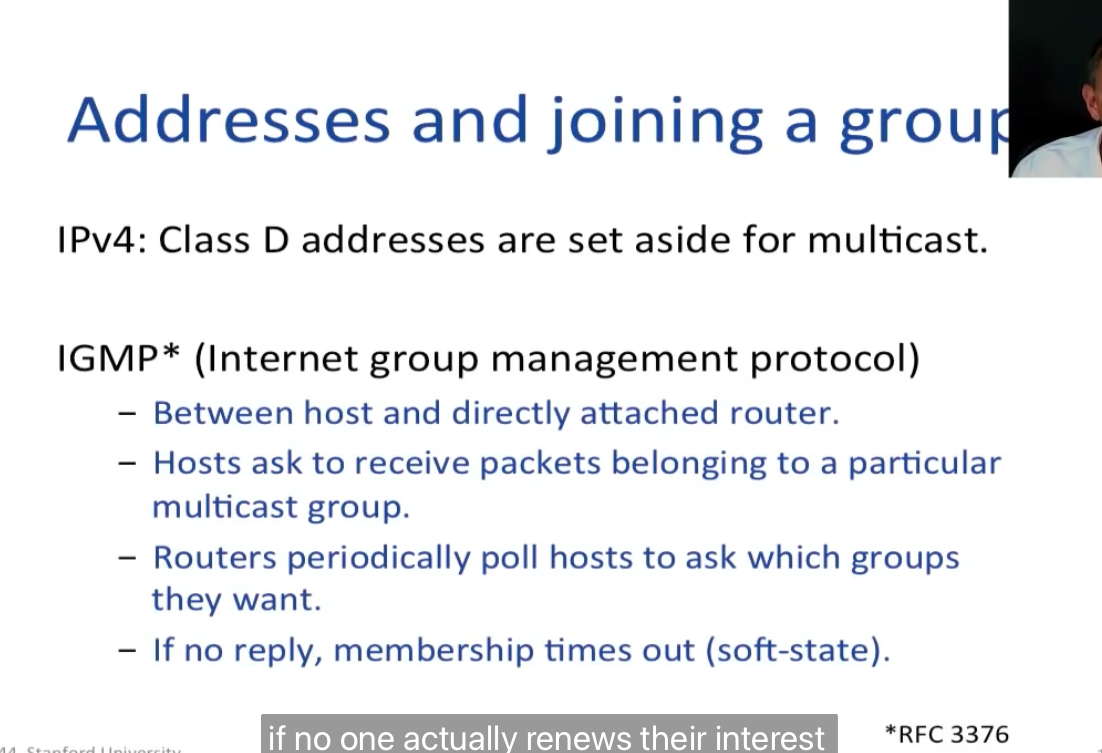 Addresses and joining a group
IPv4: Class D addresses are set aside for multicast.
IGMP* (Internet group management protocol)
– Between host and directly attached router.
– Hosts ask to receive packets belonging to a particular
multicast group.
– Routers periodically poll hosts to ask which groups
they want.
– If no reply, membership times out (soft-state).
if no one actually renews their interest
*RFC 3376
44, Stanford University